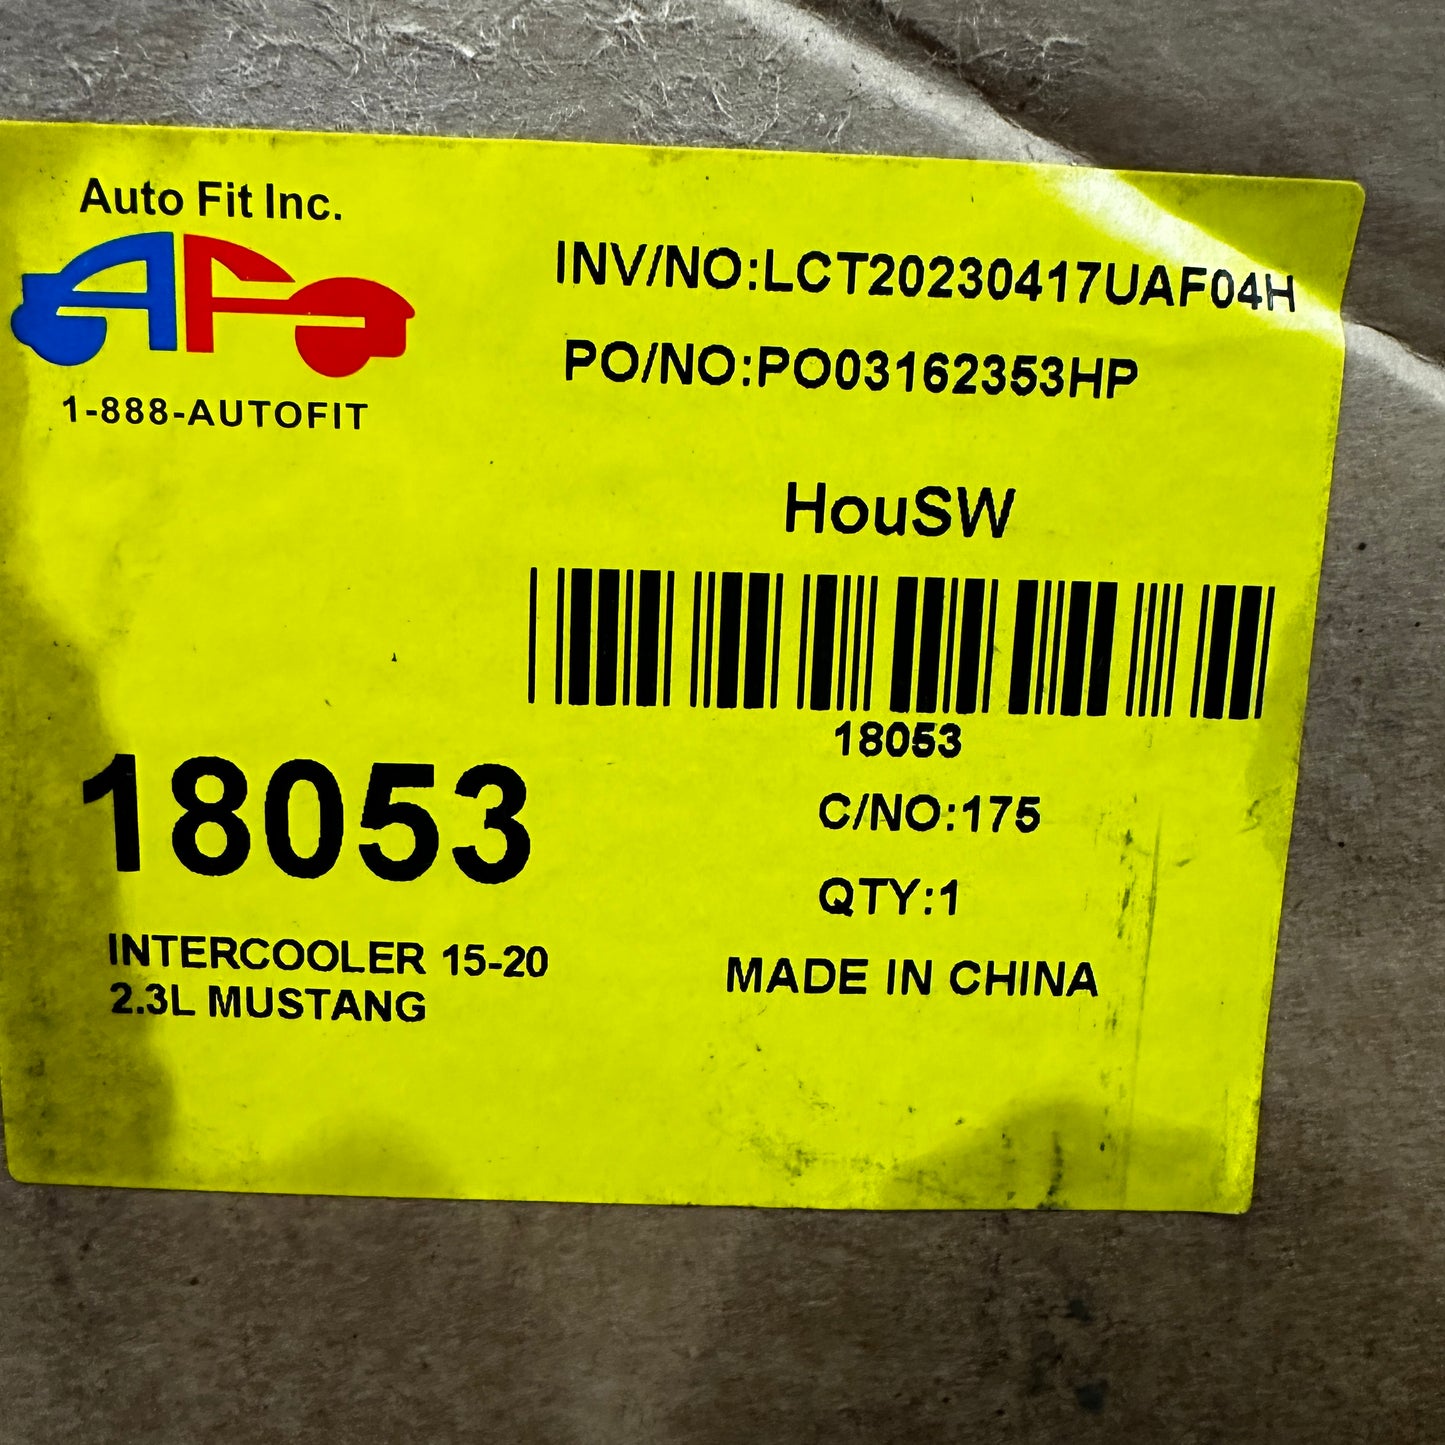 Auto Fit Inc.
AF
1-888-AUTOFIT
INV/NO:LCT20230417UAF04H
PO/NO:PO03162353HP
HouSW
18053
18053
INTERCOOLER 15-20
2.3L MUSTANG
C/NO:175
QTY:1
MADE IN CHINA